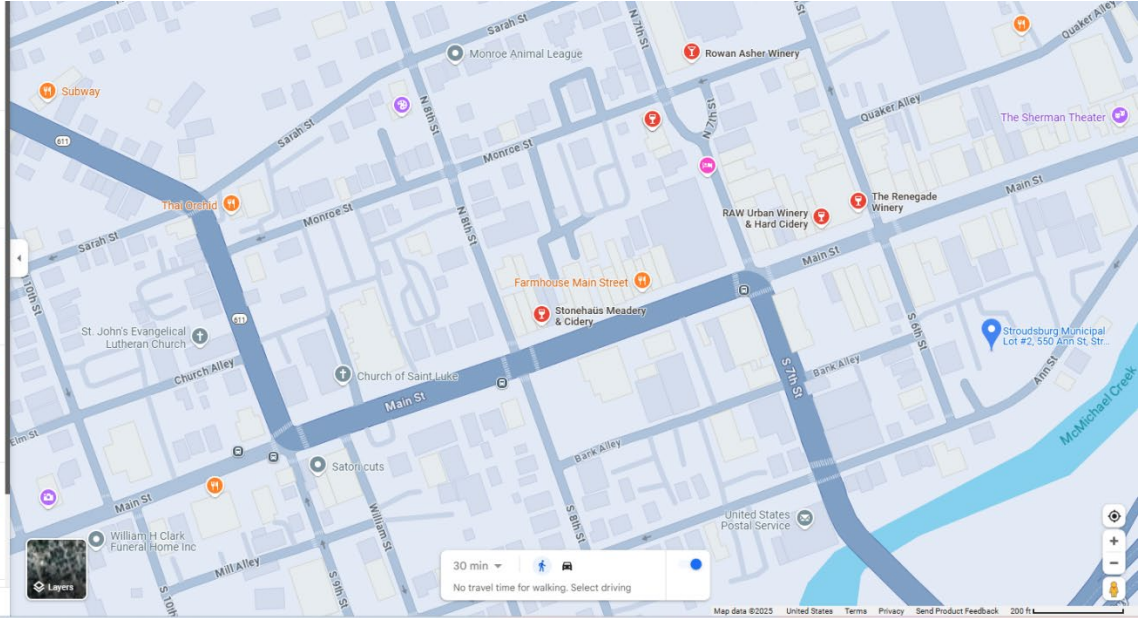 Sarah St
N 7th St
Quaker Alley
Monroe Animal League
Rowan Asher Winery
Subway
N 8th St
N 7th St
Quaker Alley
The Sherman Theater
611
Sarah St
Monroe St
Main St
Thai Orchid
Monroe St
The Renegade
Winery
RAW Urban Winery
& Hard Cidery
N 8th St
Sarah St
Main St
10th St
Farmhouse Main Street
Stonehaüs Meadery
& Cidery
611
St. John's Evangelical
Lutheran Church
S 6th St
Stroudsburg Municipal
Lot #2, 550 Ann St, Str...
Church Alley
Church of Saint Luke
Bank Alley
S 7th St
Ann St
Main St
McMichael Creek
Elm St
Bank Alley
Satori cuts
Main St
William St
S 8th St
United States
Postal Service
William H Clark
Funeral Home Inc
Mill Alley
S 9th St
S 10th
Layers
30 min
No travel time for walking. Select driving
Map data ©2025 United States Terms Privacy Send Product Feedback 200 ft